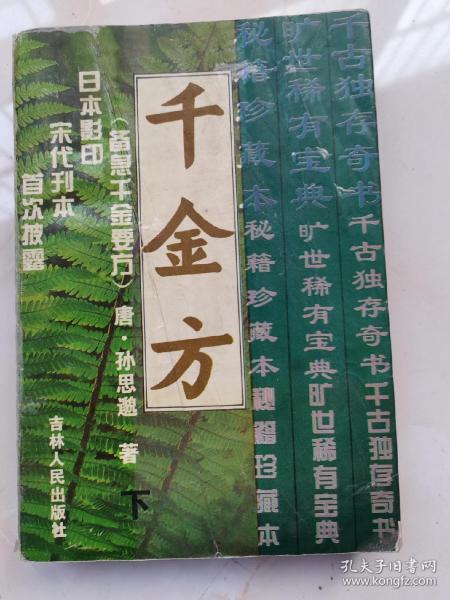 千古独存奇书千古独存奇书千古独存奇书
旷世稀有宝典旷世稀有宝典旷世稀有宝典
秘籍珍藏本秘籍珍藏本秘籍珍藏本
千金方
(备急千金要方)唐·孙思邈 著
下
日本影印
宋代刊本
首次披露
吉林人民出版社
孔夫子旧书网
www.kongfz.com